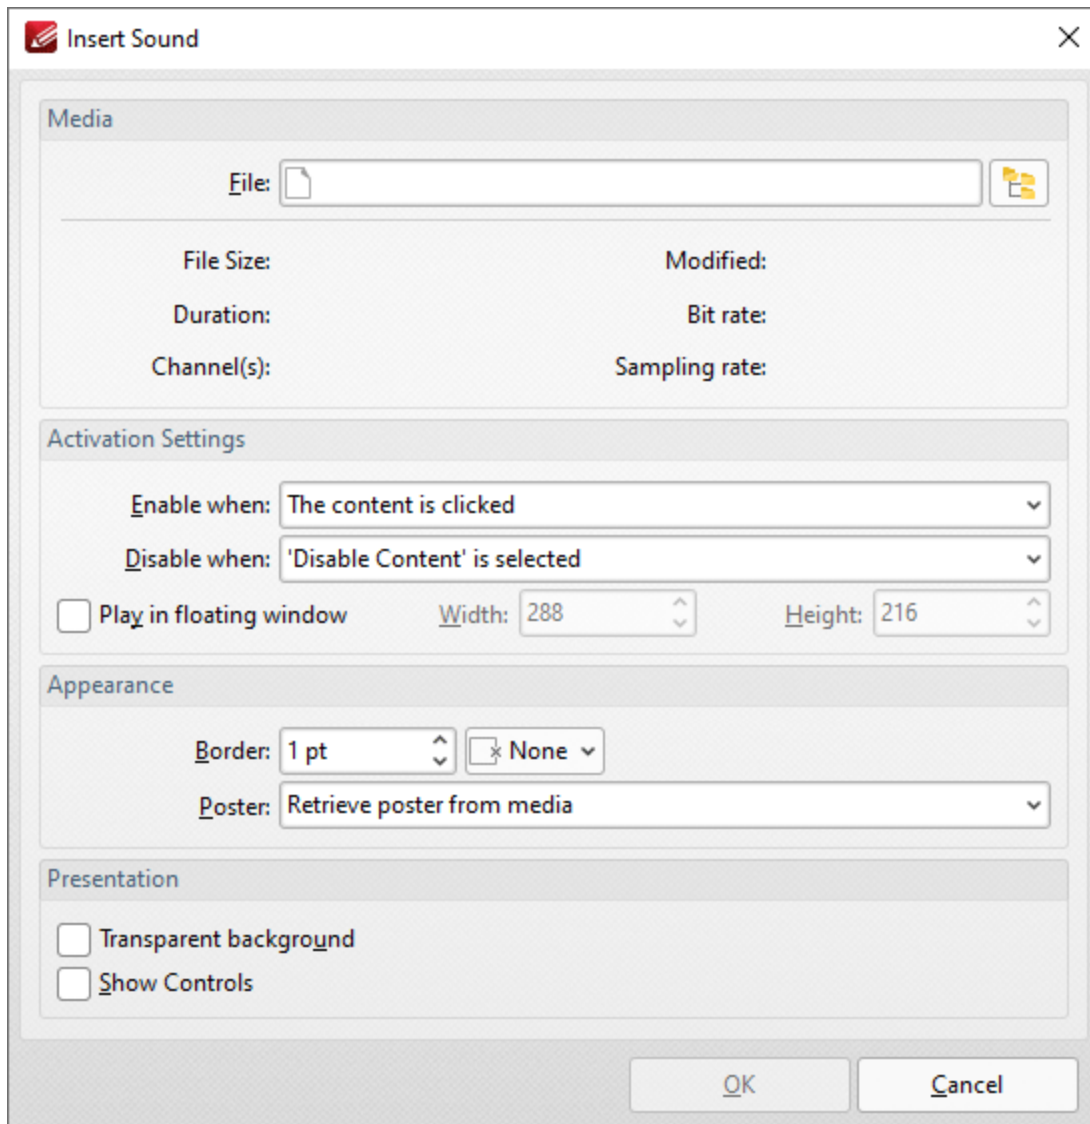 Insert Sound
Media
File:
File Size: Modified:
Duration: Bit rate:
Channel(s): Sampling rate:
Activation Settings
Enable when: The content is clicked
Disable when: 'Disable Content' is selected
Play in floating window Width: 288 Height: 216
Appearance
Border: 1 pt None
Poster: Retrieve poster from media
Presentation
Transparent background
Show Controls
OK Cancel